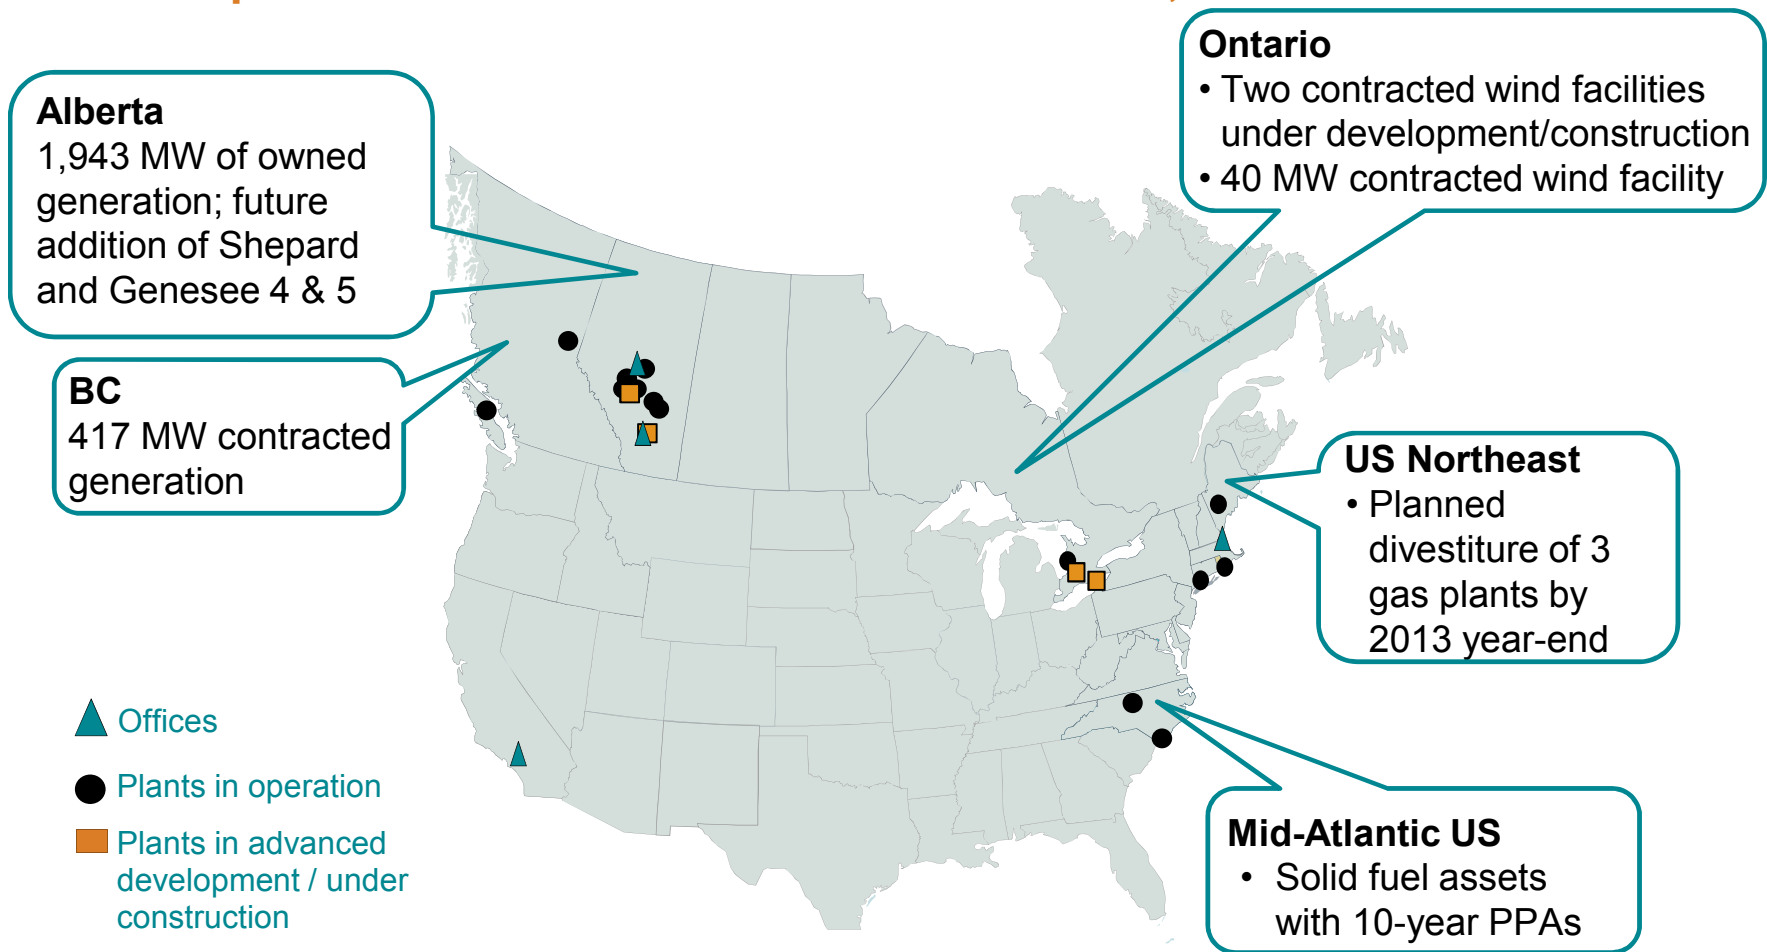 Alberta
1,943 MW of owned
generation; future
addition of Shepard
and Genesee 4 & 5
BC
417 MW contracted
generation
Ontario
• Two contracted wind facilities
under development/construction
• 40 MW contracted wind facility
US Northeast
• Planned
divestiture of 3
gas plants by
2013 year-end
Mid-Atlantic US
• Solid fuel assets
with 10-year PPAs
Offices
Plants in operation
Plants in advanced
development / under
construction